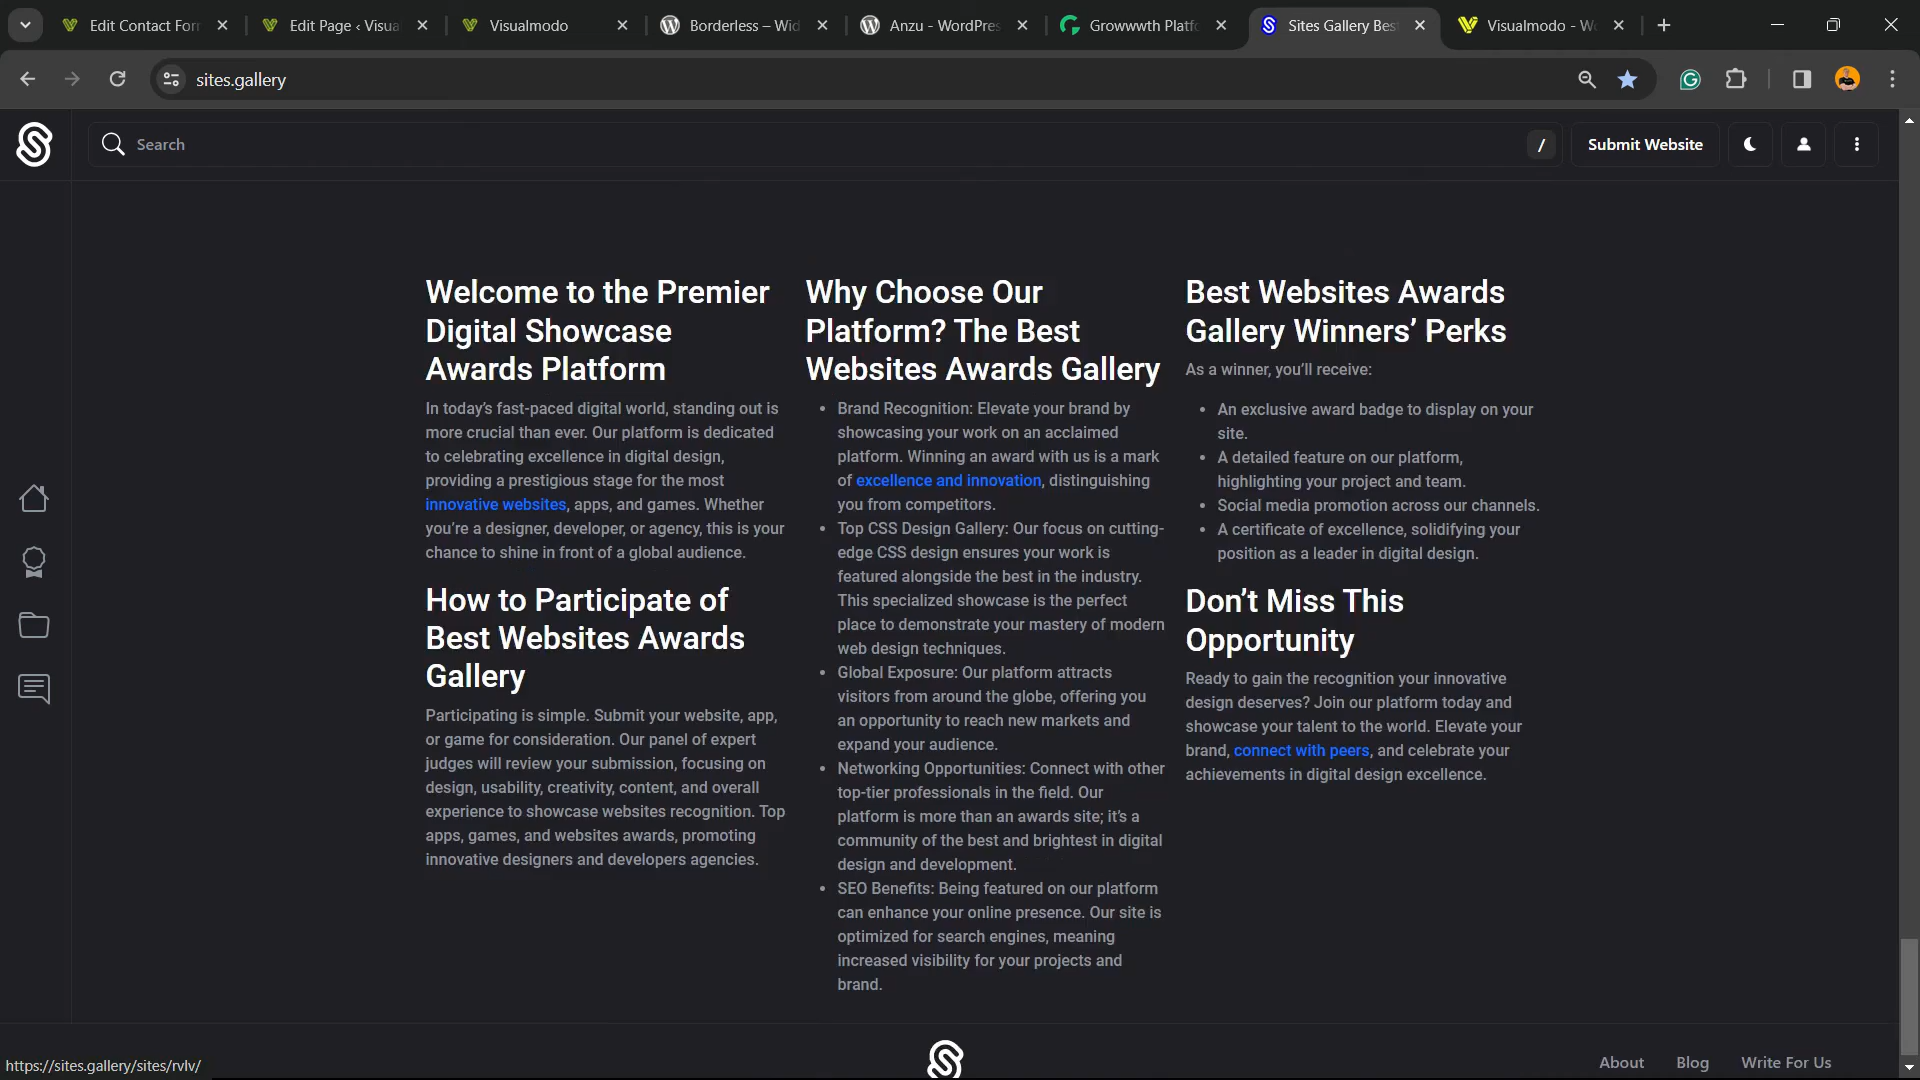 Edit Contact For
Edit Page ‹ Visua
Visualmodo
Borderless – Wid
Anzu - WordPres
Growwwth Platfo
Sites Gallery Bes
Visualmodo - Wo
sites.gallery
Search
/
Submit Website
Welcome to the Premier
Digital Showcase
Awards Platform
In today’s fast-paced digital world, standing out is
more crucial than ever. Our platform is dedicated
to celebrating excellence in digital design,
providing a prestigious stage for the most
innovative websites, apps, and games. Whether
you’re a designer, developer, or agency, this is your
chance to shine in front of a global audience.
How to Participate of
Best Websites Awards
Gallery
Participating is simple. Submit your website, app,
or game for consideration. Our panel of expert
judges will review your submission, focusing on
design, usability, creativity, content, and overall
experience to showcase websites recognition. Top
apps, games, and websites awards, promoting
innovative designers and developers agencies.
Why Choose Our
Platform? The Best
Websites Awards Gallery
• Brand Recognition: Elevate your brand by
showcasing your work on an acclaimed
platform. Winning an award with us is a mark
of excellence and innovation, distinguishing
you from competitors.
• Top CSS Design Gallery: Our focus on cutting-
edge CSS design ensures your work is
featured alongside the best in the industry.
This specialized showcase is the perfect
place to demonstrate your mastery of modern
web design techniques.
• Global Exposure: Our platform attracts
visitors from around the globe, offering you
an opportunity to reach new markets and
expand your audience.
• Networking Opportunities: Connect with other
top-tier professionals in the field. Our
platform is more than an awards site; it’s a
community of the best and brightest in digital
design and development.
• SEO Benefits: Being featured on our platform
can enhance your online presence. Our site is
optimized for search engines, meaning
increased visibility for your projects and
brand.
Best Websites Awards
Gallery Winners’ Perks
As a winner, you’ll receive:
• An exclusive award badge to display on your
site.
• A detailed feature on our platform,
highlighting your project and team.
• Social media promotion across our channels.
• A certificate of excellence, solidifying your
position as a leader in digital design.
Don’t Miss This
Opportunity
Ready to gain the recognition your innovative
design deserves? Join our platform today and
showcase your talent to the world. Elevate your
brand, connect with peers, and celebrate your
achievements in digital design excellence.
https://sites.gallery/sites/rvlv/
About
Blog
Write For Us